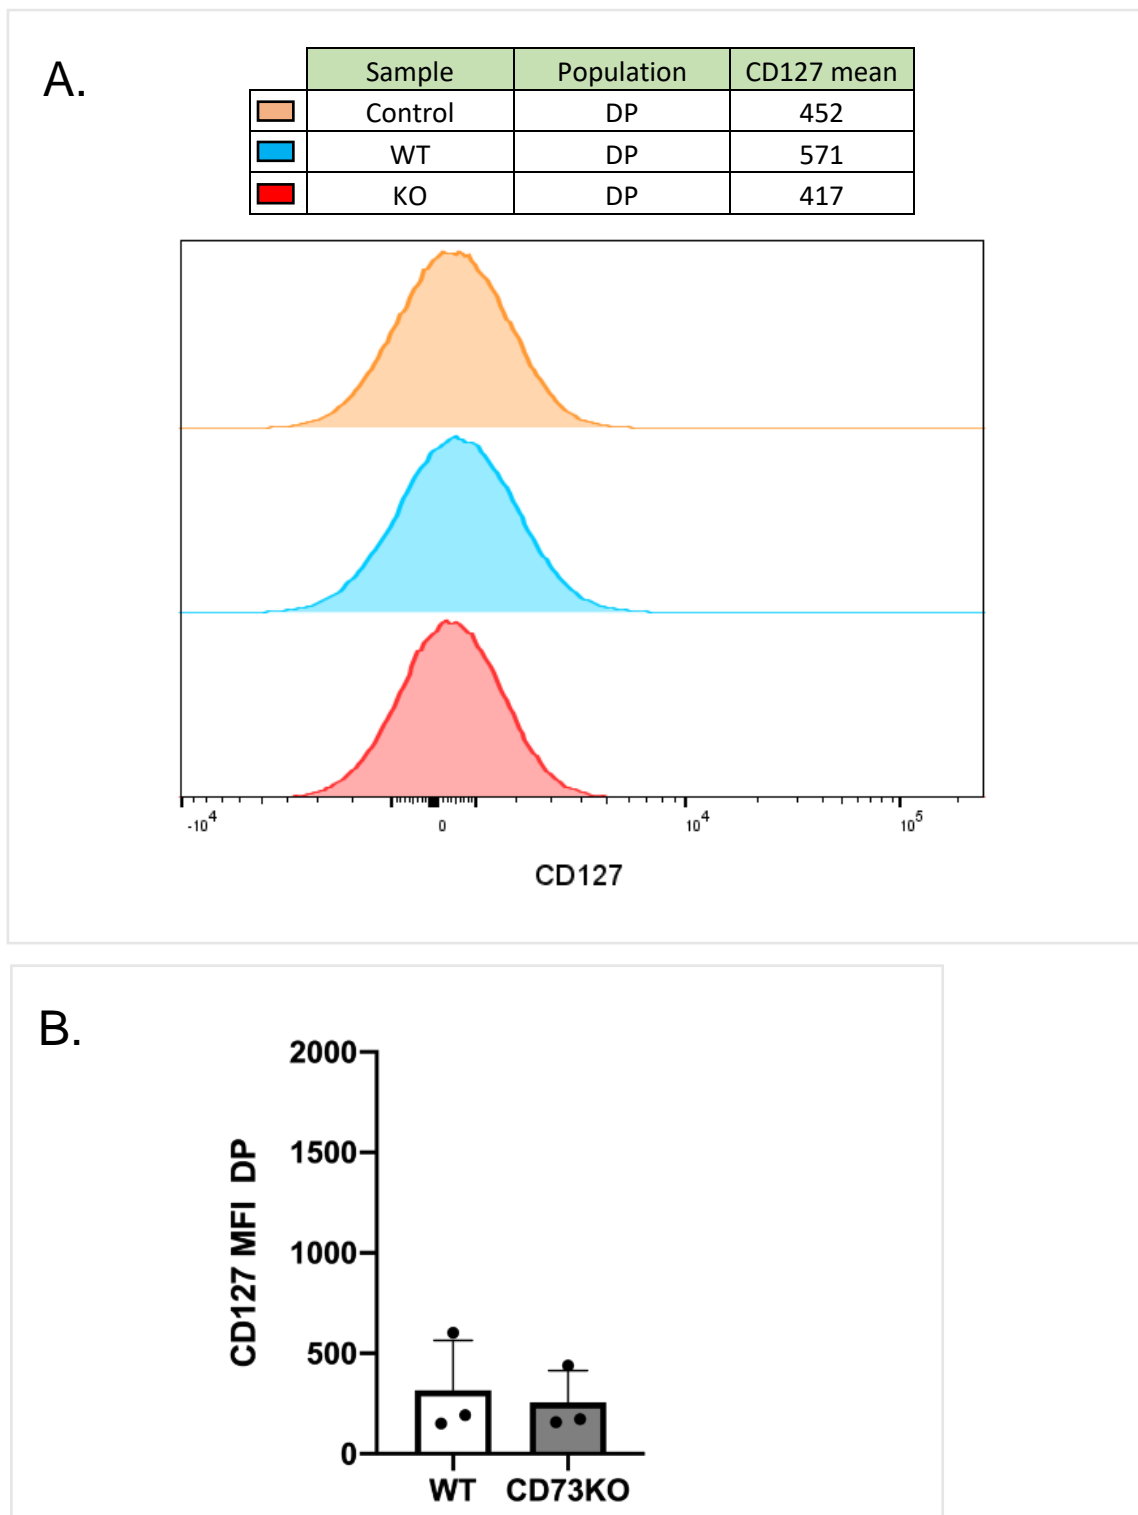 A.
Sample Population CD127 mean
Control DP 452
WT DP 571
KO DP 417
-10^4 0 10^4 10^5
CD127
B.
2000
1500
1000
500
0
CD127 MFI DP
WT CD73KO